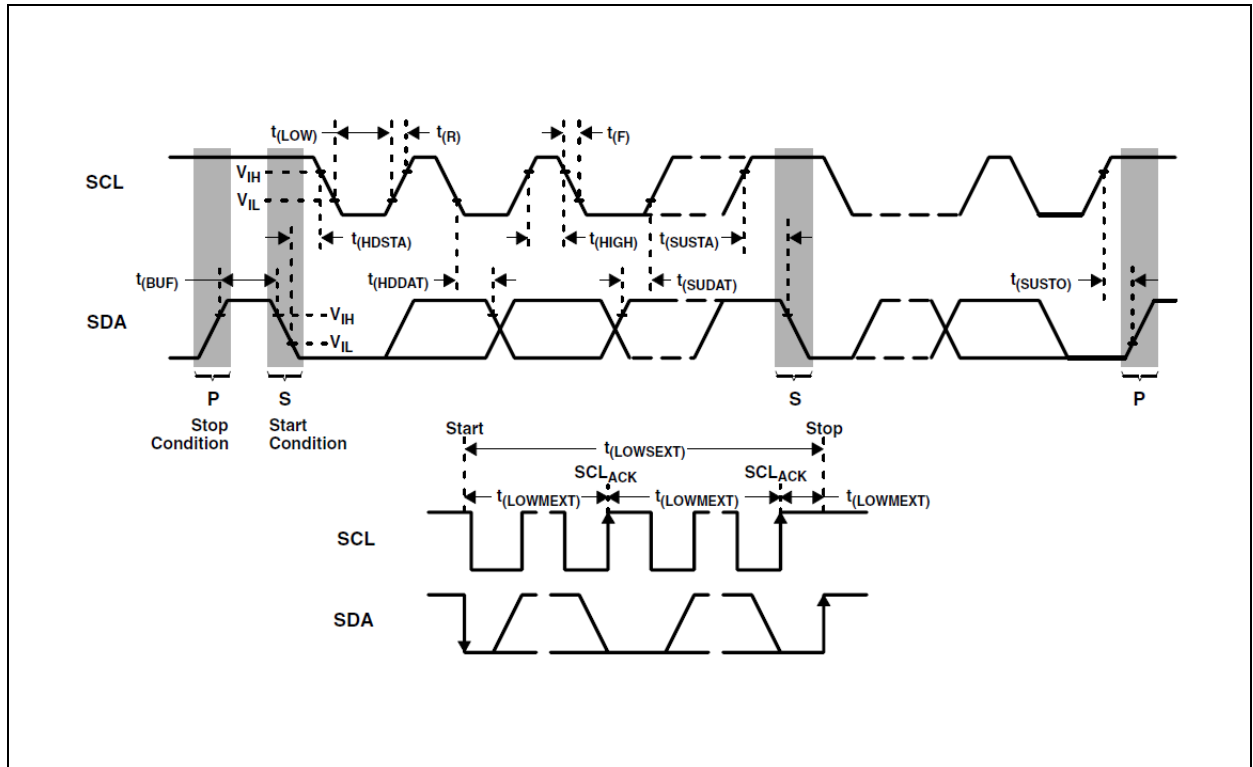 t(LOW) t(R) t(F)
SCL
VIH
VIL
t(HDSTA) t(HIGH) t(SUSTA)
t(BUF) t(HDDAT) t(SUDAT) t(SUSTO)
SDA
VIH
VIL
P S S P
Stop Condition
Start Condition
Start Stop
t(LOWSEXT)
SCLACK SCLACK
t(LOWMEXT) t(LOWMEXT) t(LOWMEXT)
SCL
SDA